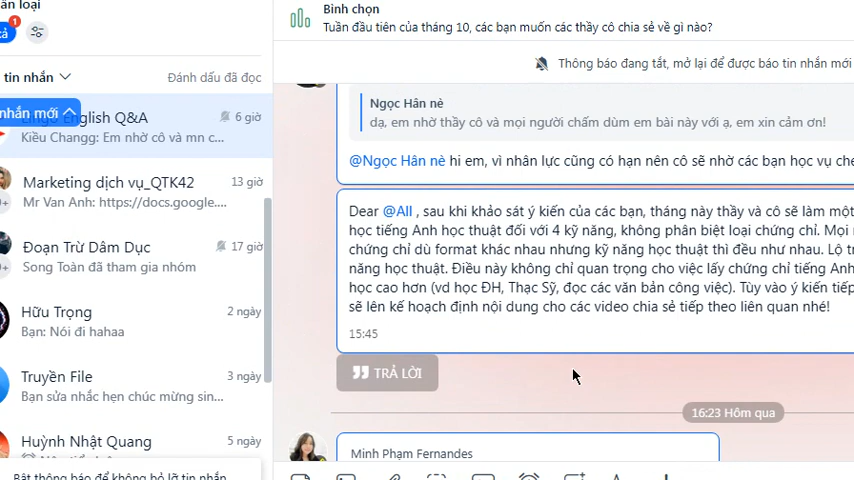 ân loại
1
cả
tin nhắn
Đánh dấu đã đọc
nhắn mới
English Q&A
6 giờ
Kiều Changg: Em nhờ cô và mn c...
Marketing dịch vụ_QTK42
13 giờ
Mr Van Anh: https://docs.google....
Đoạn Trừ Dâm Dục
17 giờ
Song Toàn đã tham gia nhóm
Hữu Trọng
2 ngày
Bạn: Nói đi hahaa
Truyền File
3 ngày
Bạn sửa nhắc hẹn chúc mừng sin...
Huỳnh Nhật Quang
5 ngày
Bật thông báo để không bỏ lỡ tin nhắn
Bình chọn
Tuần đầu tiên của tháng 10, các bạn muốn các thầy cô chia sẻ về gì nào?
Thông báo đang tắt, mở lại để được báo tin nhắn mới
Ngọc Hân nè
dạ, em nhờ thầy cô và mọi người chấm dùm em bài này với ạ, em xin cảm ơn!
@Ngọc Hân nè hi em, vì nhân lực cũng có hạn nên cô sẽ nhờ các bạn học vụ che
Dear @All , sau khi khảo sát ý kiến của các bạn, tháng này thầy và cô sẽ làm một
học tiếng Anh học thuật đối với 4 kỹ năng, không phân biệt loại chứng chỉ. Mọi
chứng chỉ dù format khác nhau nhưng kỹ năng học thuật thì đều như nhau. Lộ tr
năng học thuật. Điều này không chỉ quan trọng cho việc lấy chứng chỉ tiếng Anh
học cao hơn (vd học ĐH, Thạc Sỹ, đọc các văn bản công việc). Tùy vào ý kiến tiếp
sẽ lên kế hoạch định nội dung cho các video chia sẻ tiếp theo liên quan nhé!
15:45
TRẢ LỜI
16:23 Hôm qua
Minh Phạm Fernandes